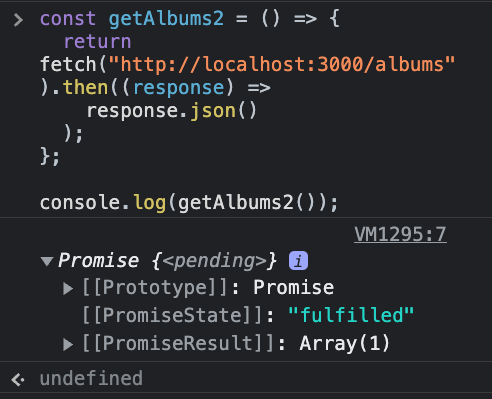 const getAlbums2 = () => {
return
fetch("http://localhost:3000/albums"
).then((response) =>
response.json()
);
};
console.log(getAlbums2());
VM1295:7
Promise {<pending>} i
[[Prototype]]: Promise
[[PromiseState]]: "fulfilled"
[[PromiseResult]]: Array(1)
undefined